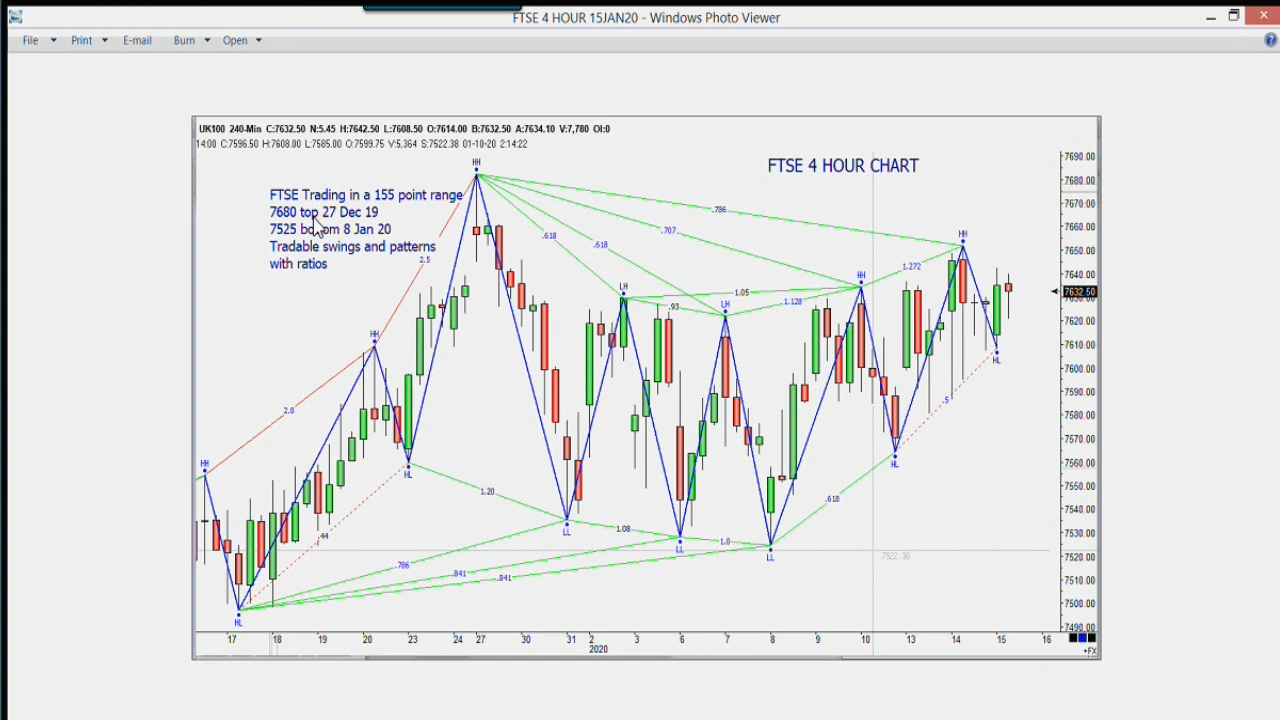 FTSE 4 HOUR 15JAN20 - Windows Photo Viewer
File Print E-mail Burn Open
UK100 240-Min C:7632.50 N:5.45 H:7642.50 L:7608.50 O:7614.00 B:7632.50 A:7634.10 V:7,780 OI:0
14:00 C:7596.50 H:7608.00 L:7585.00 O:7599.75 V:5,364 S:7522.38 01-10-20 2:14:22
FTSE 4 HOUR CHART
FTSE Trading in a 155 point range
7680 top 27 Dec 19
7525 bottom 8 Jan 20
Tradable swings and patterns
with ratios
HH
HH
HH
LH
LH
HH
HH
HL
HL
LL
LL
LL
HL
HL
2.0
2.5
.618
.618
.707
.786
1.05
.93
1.128
1.272
.44
1.20
1.08
1.0
.618
.5
.786
.841
.841
7522.38
7690.00
7680.00
7670.00
7660.00
7650.00
7640.00
7632.50
7630.00
7620.00
7610.00
7600.00
7590.00
7580.00
7570.00
7560.00
7550.00
7540.00
7530.00
7520.00
7510.00
7500.00
7490.00
17 18 19 20 23 24 27 30 31 2 3 6 7 8 9 10 13 14 15 16
2020
+FX